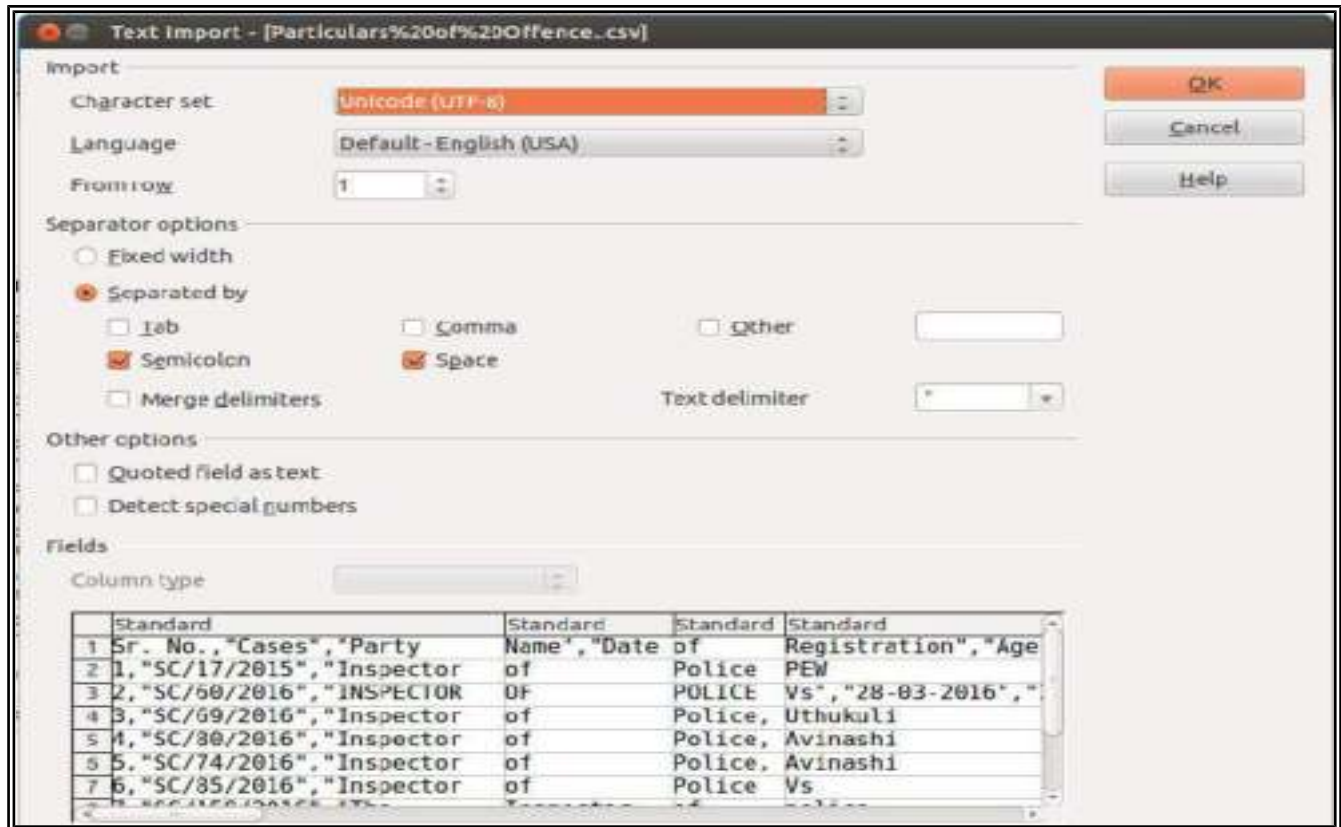 Text Import - [Particulars%20of%20Offence_.csv]
Import
Character set Unicode (UTF-8)
Language Default - English (USA)
From row 1
OK
Cancel
Help
Separator options
Fixed width
Separated by
Tab Comma Other
Semicolon Space
Merge delimiters Text delimiter "
Other options
Quoted field as text
Detect special numbers
Fields
Column type
Standard Standard Standard Standard
1 Sr. No.,"Cases","Party Name","Date of Registration","Age
2 1,"SC/17/2015","Inspector of Police PEW
3 2,"SC/60/2016","INSPECTOR OF POLICE Vs","28-03-2016","
4 3,"SC/69/2016","Inspector of Police, Uthukuli
5 4,"SC/80/2016","Inspector of Police, Avinashi
6 5,"SC/74/2016","Inspector of Police, Avinashi
7 6,"SC/85/2016","Inspector of Police Vs